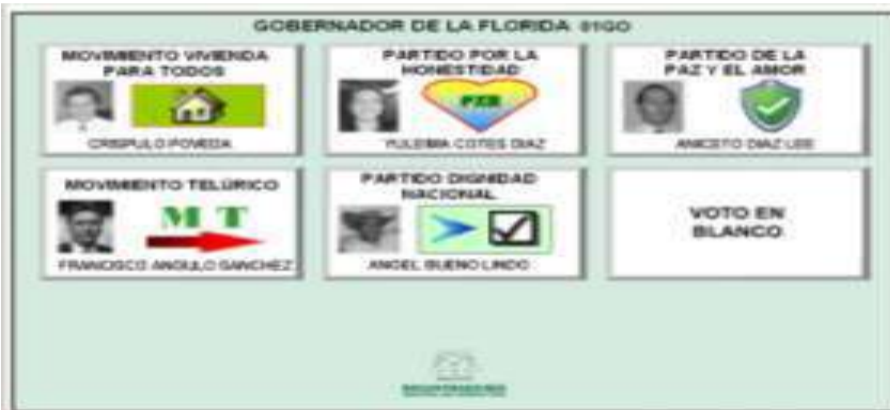 GOBERNADOR DE LA FLORIDA 01GO
MOVIMIENTO VIVIENDA
PARA TODOS
CRISPULO POVEDA
PARTIDO POR LA
HONESTIDAD
YULEIMA COTES DIAZ
PARTIDO DE LA
PAZ Y EL AMOR
ANICETO DIAZ LEE
MOVIMIENTO TELÚRICO
M T
FRANCISCO ANGULO SANCHEZ
PARTIDO DIGNIDAD
NACIONAL
ANGEL BUENO LINDO
VOTO EN
BLANCO